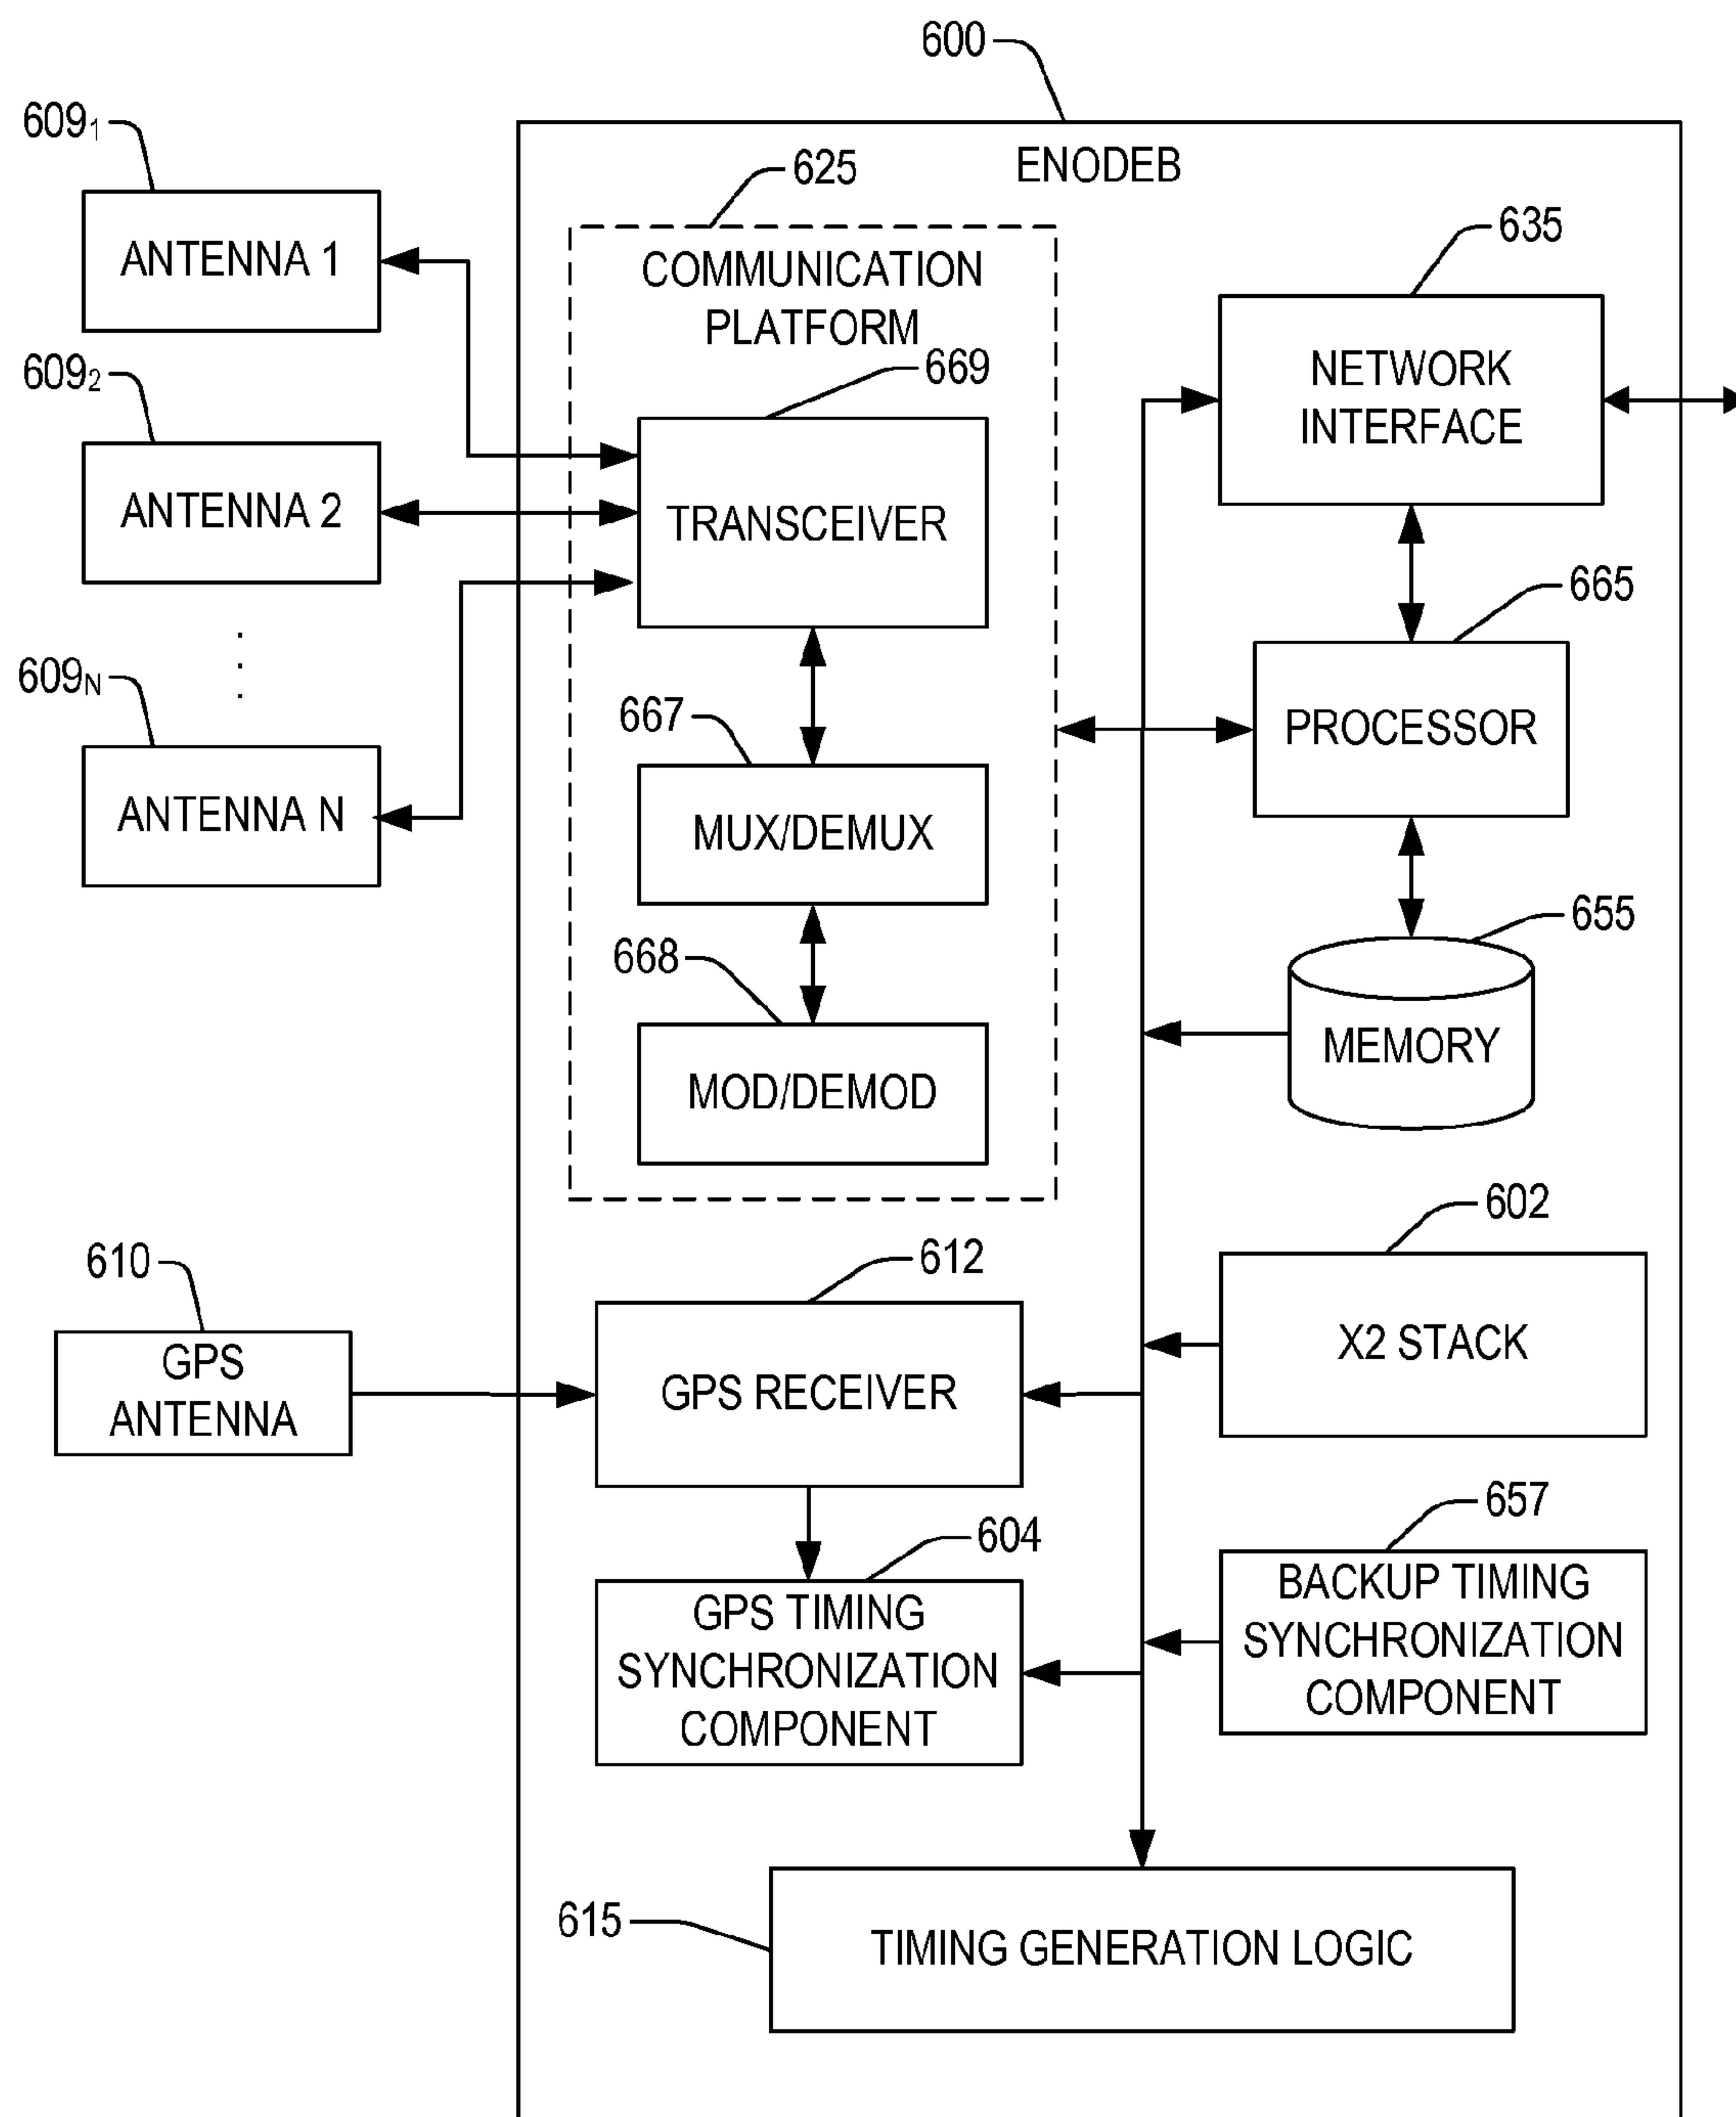 600
ENODEB
609₁
ANTENNA 1
625
COMMUNICATION
PLATFORM
635
NETWORK
INTERFACE
609₂
ANTENNA 2
669
TRANSCEIVER
665
PROCESSOR
609N
ANTENNA N
667
MUX/DEMUX
655
MEMORY
668
MOD/DEMOD
602
X2 STACK
610
GPS
ANTENNA
612
GPS RECEIVER
657
BACKUP TIMING
SYNCHRONIZATION
COMPONENT
604
GPS TIMING
SYNCHRONIZATION
COMPONENT
615
TIMING GENERATION LOGIC